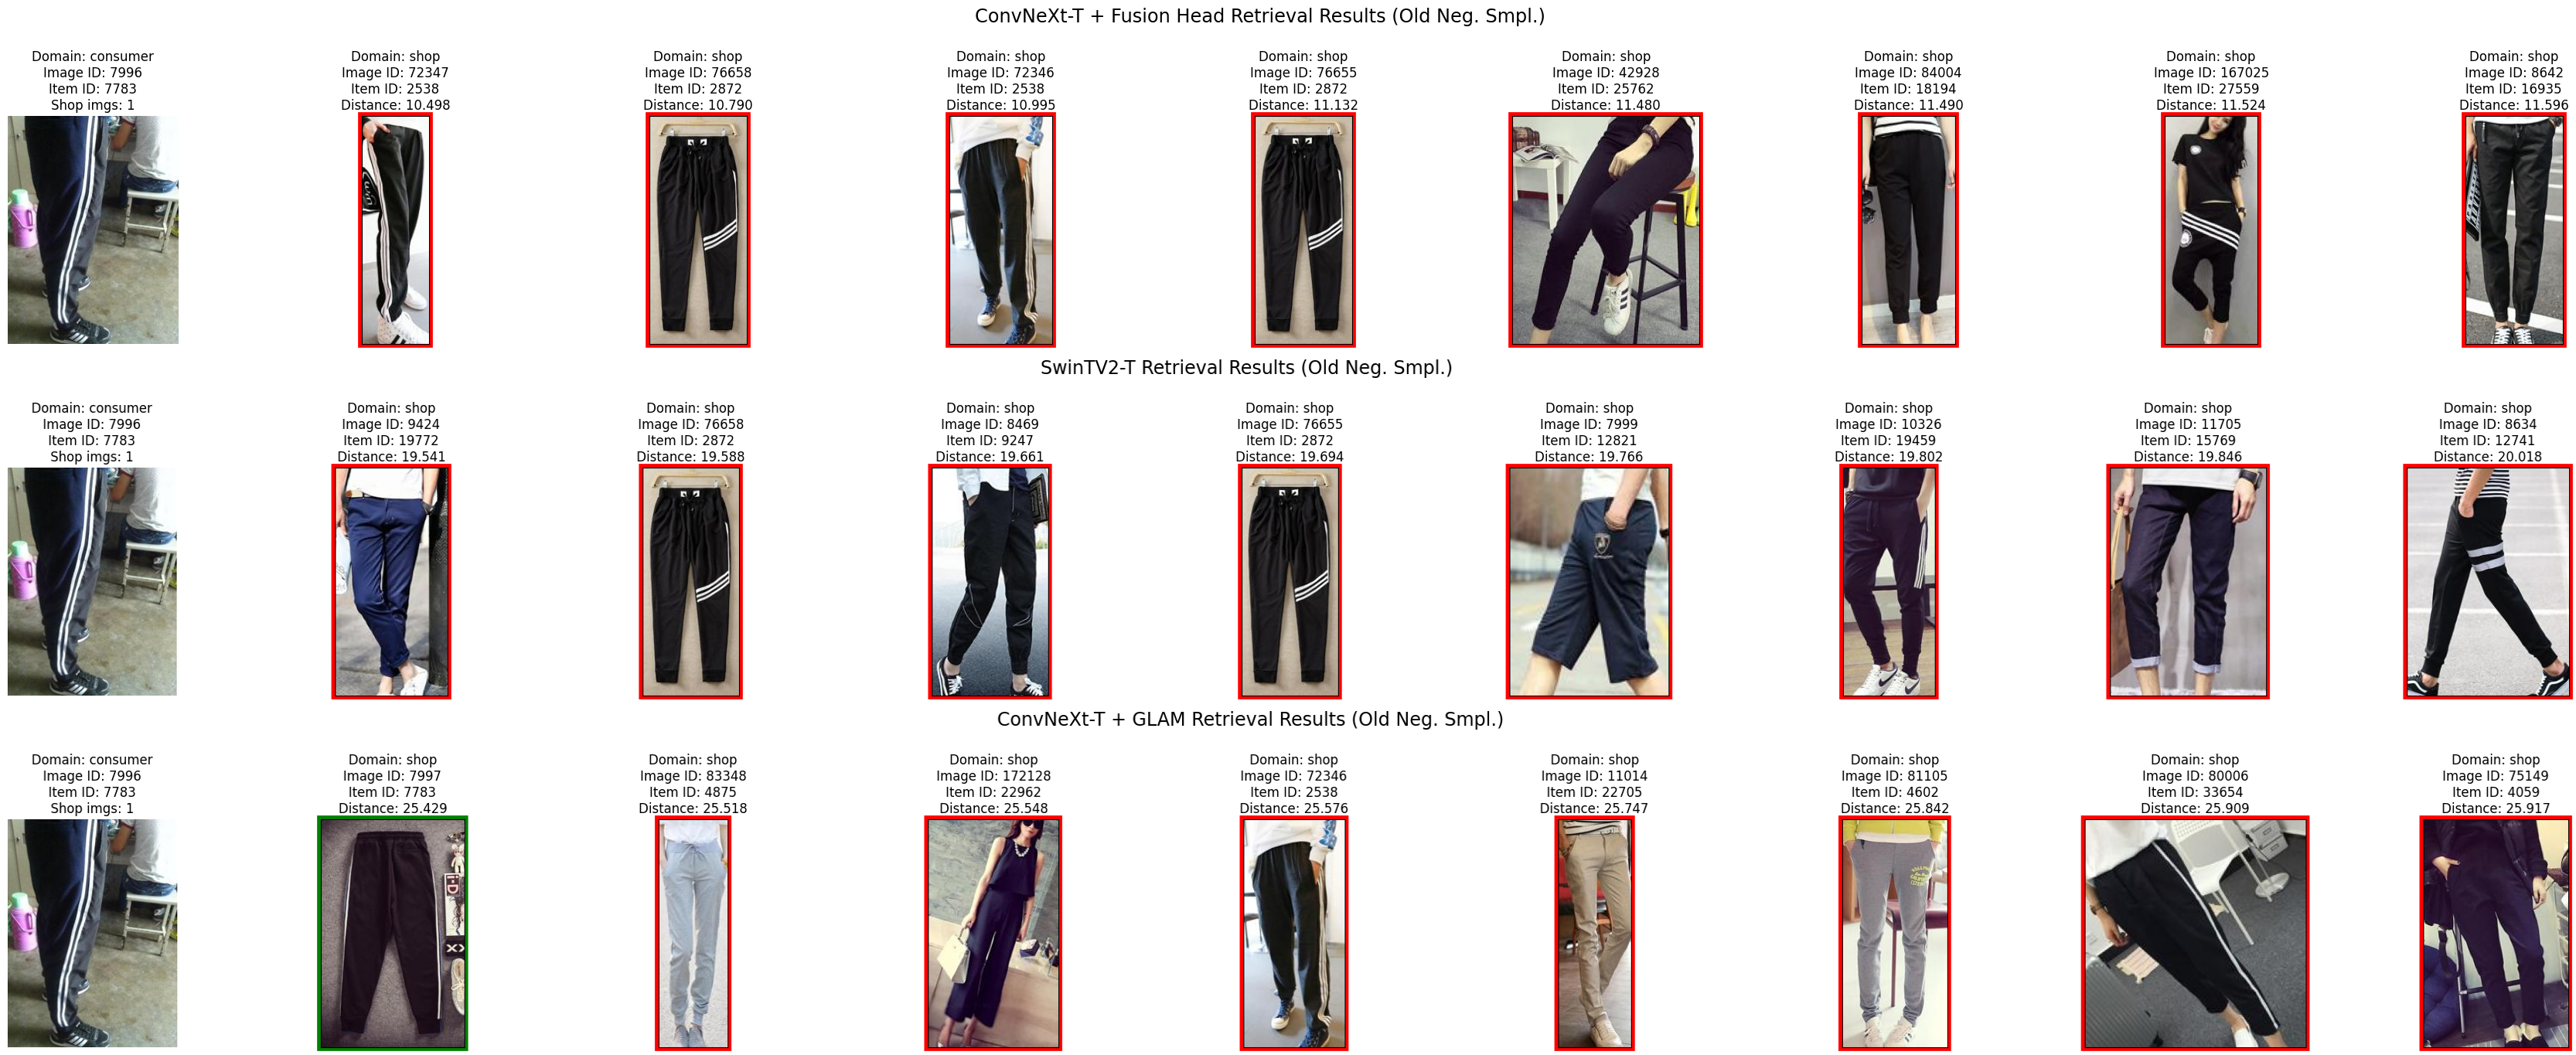 ConvNeXt-T + Fusion Head Retrieval Results (Old Neg. Smpl.)
Domain: consumer
Image ID: 7996
Item ID: 7783
Shop imgs: 1
Domain: shop
Image ID: 72347
Item ID: 2538
Distance: 10.498
Domain: shop
Image ID: 76658
Item ID: 2872
Distance: 10.790
Domain: shop
Image ID: 72346
Item ID: 2538
Distance: 10.995
Domain: shop
Image ID: 76655
Item ID: 2872
Distance: 11.132
Domain: shop
Image ID: 42928
Item ID: 25762
Distance: 11.480
Domain: shop
Image ID: 84004
Item ID: 18194
Distance: 11.490
Domain: shop
Image ID: 167025
Item ID: 27559
Distance: 11.524
Domain: shop
Image ID: 8642
Item ID: 16935
Distance: 11.596
SwinTV2-T Retrieval Results (Old Neg. Smpl.)
Domain: consumer
Image ID: 7996
Item ID: 7783
Shop imgs: 1
Domain: shop
Image ID: 9424
Item ID: 19772
Distance: 19.541
Domain: shop
Image ID: 76658
Item ID: 2872
Distance: 19.588
Domain: shop
Image ID: 8469
Item ID: 9247
Distance: 19.661
Domain: shop
Image ID: 76655
Item ID: 2872
Distance: 19.694
Domain: shop
Image ID: 7999
Item ID: 12821
Distance: 19.766
Domain: shop
Image ID: 10326
Item ID: 19459
Distance: 19.802
Domain: shop
Image ID: 11705
Item ID: 15769
Distance: 19.846
Domain: shop
Image ID: 8634
Item ID: 12741
Distance: 20.018
ConvNeXt-T + GLAM Retrieval Results (Old Neg. Smpl.)
Domain: consumer
Image ID: 7996
Item ID: 7783
Shop imgs: 1
Domain: shop
Image ID: 7997
Item ID: 7783
Distance: 25.429
Domain: shop
Image ID: 83348
Item ID: 4875
Distance: 25.518
Domain: shop
Image ID: 172128
Item ID: 22962
Distance: 25.548
Domain: shop
Image ID: 72346
Item ID: 2538
Distance: 25.576
Domain: shop
Image ID: 11014
Item ID: 22705
Distance: 25.747
Domain: shop
Image ID: 81105
Item ID: 4602
Distance: 25.842
Domain: shop
Image ID: 80006
Item ID: 33654
Distance: 25.909
Domain: shop
Image ID: 75149
Item ID: 4059
Distance: 25.917